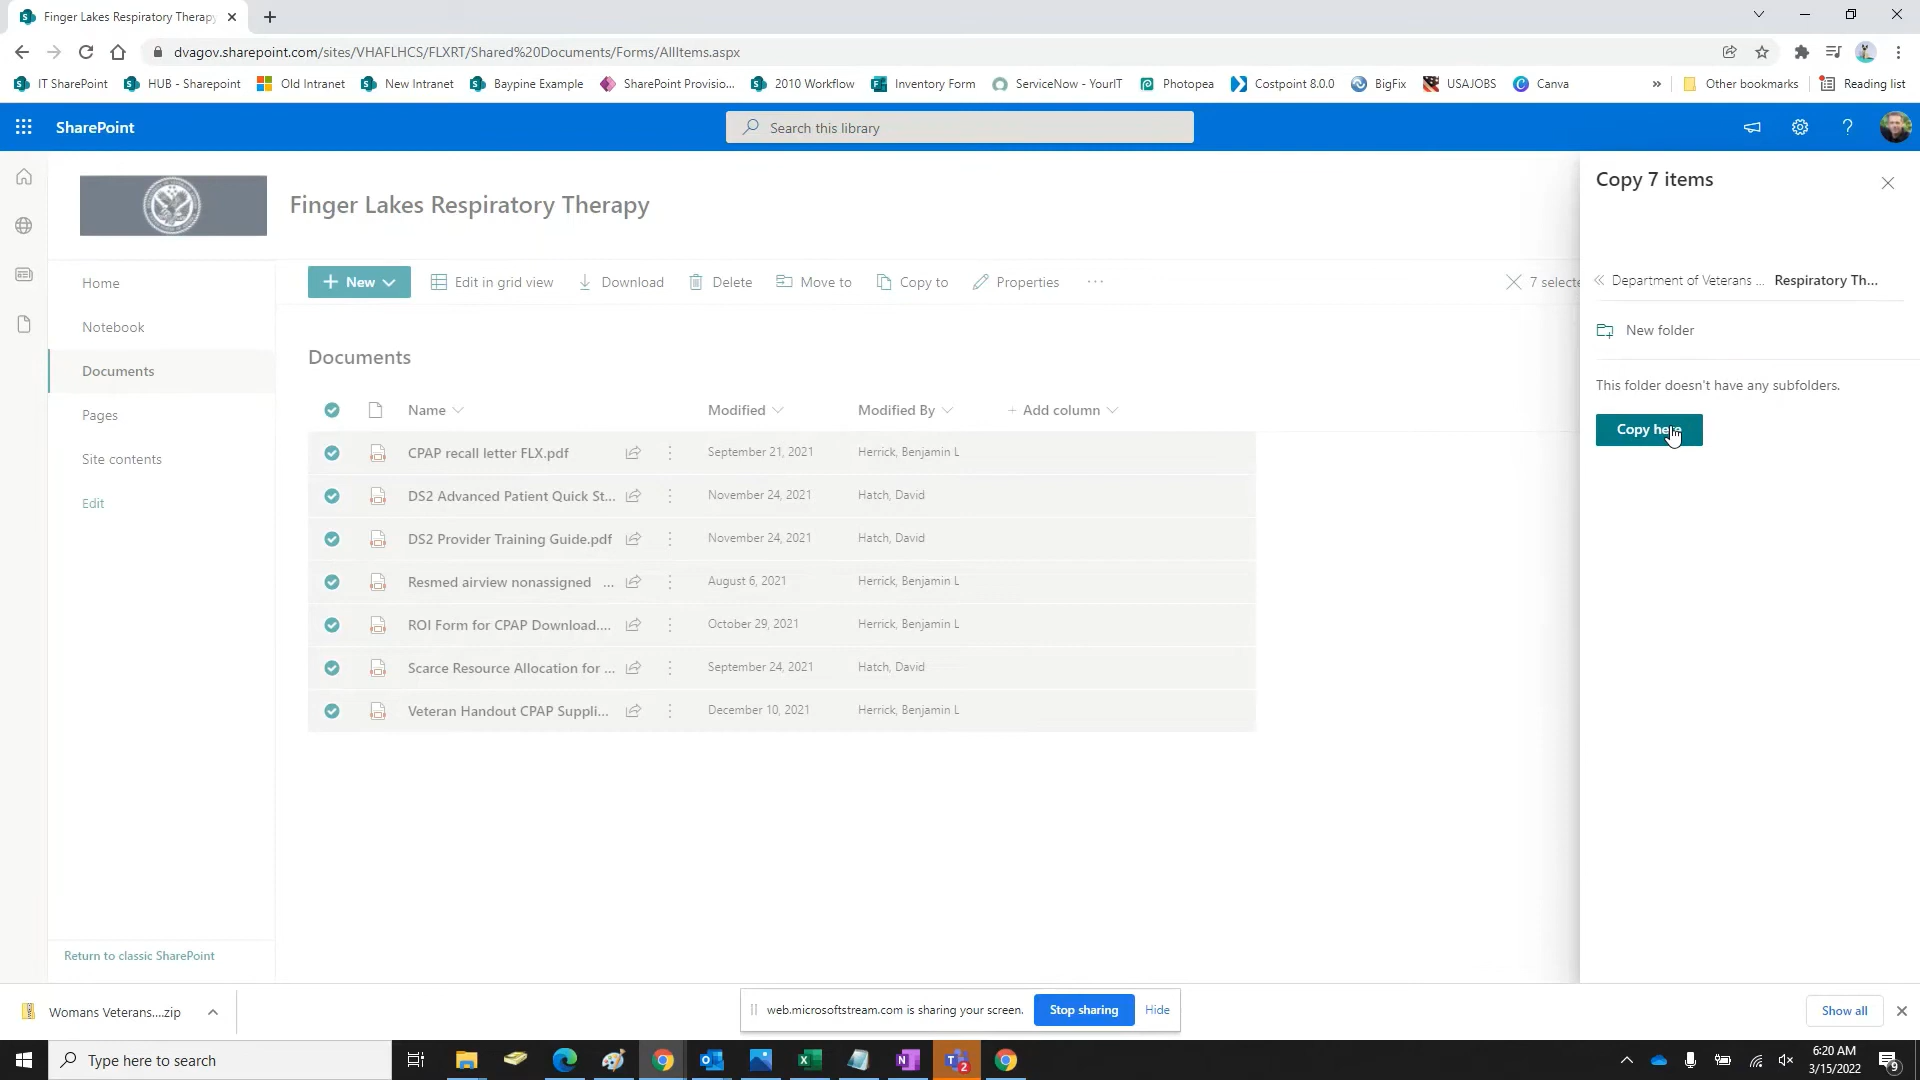 Finger Lakes Respiratory Therapy
dvagov.sharepoint.com/sites/VHAFLHCS/FLXRT/Shared%20Documents/Forms/AllItems.aspx
IT SharePoint
HUB - Sharepoint
Old Intranet
New Intranet
Baypine Example
SharePoint Provisio...
2010 Workflow
Inventory Form
ServiceNow - YourIT
Photopea
Costpoint 8.0.0
BigFix
USAJOBS
Canva
»
Other bookmarks
Reading list
SharePoint
Search this library
Finger Lakes Respiratory Therapy
Home
Notebook
Documents
Pages
Site contents
Edit
Return to classic SharePoint
+ New
Edit in grid view
Download
Delete
Move to
Copy to
Properties
...
7 selecte
Documents
Name
Modified
Modified By
+ Add column
CPAP recall letter FLX.pdf September 21, 2021 Herrick, Benjamin L
DS2 Advanced Patient Quick St... November 24, 2021 Hatch, David
DS2 Provider Training Guide.pdf November 24, 2021 Hatch, David
Resmed airview nonassigned ... August 6, 2021 Herrick, Benjamin L
ROI Form for CPAP Download.... October 29, 2021 Herrick, Benjamin L
Scarce Resource Allocation for ... September 24, 2021 Hatch, David
Veteran Handout CPAP Suppli... December 10, 2021 Herrick, Benjamin L
Copy 7 items
Department of Veterans ... Respiratory Th...
New folder
This folder doesn't have any subfolders.
Copy here
Womans Veterans....zip
web.microsoftstream.com is sharing your screen.
Stop sharing
Hide
Show all
Type here to search
2
6:20 AM
3/15/2022
9